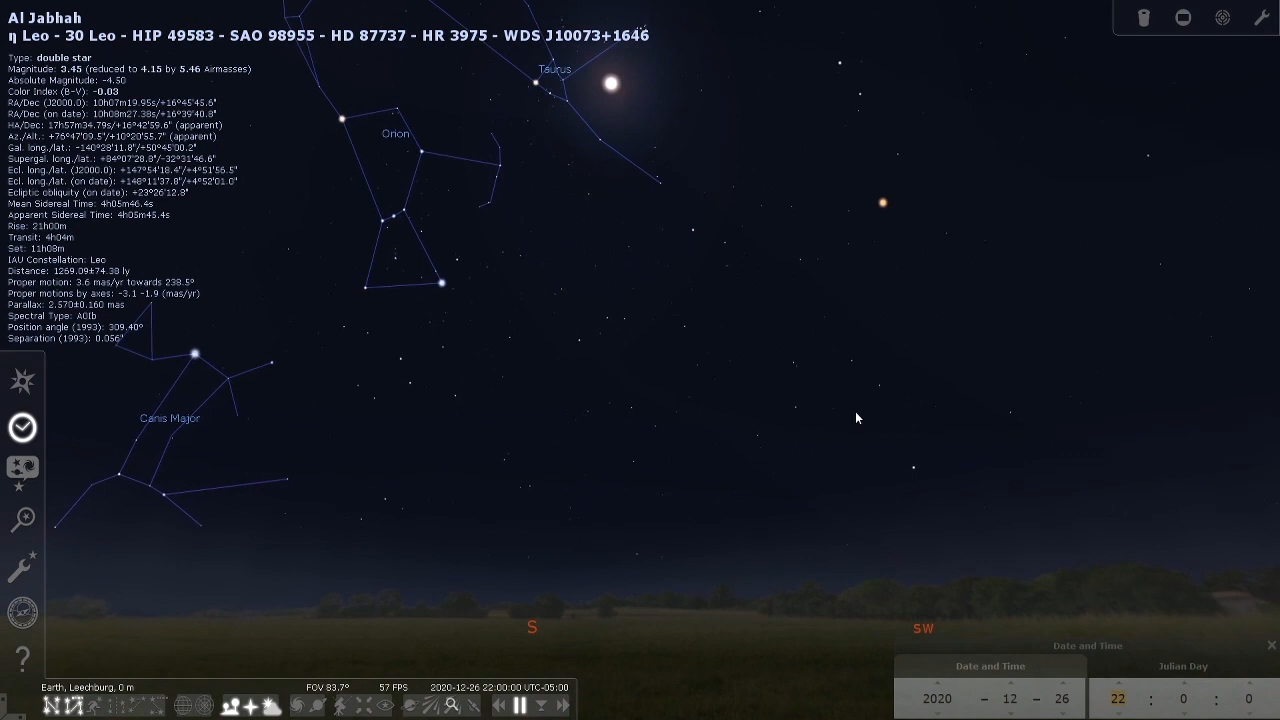 Al Jabhah
η Leo - 30 Leo - HIP 49583 - SAO 98955 - HD 87737 - HR 3975 - WDS J10073+1646
Type: double star
Magnitude: 3.45 (reduced to 4.15 by 5.46 Airmasses)
Absolute Magnitude: -4.50
Color Index (B-V): -0.03
RA/Dec (J2000.0): 10h07m19.95s/+16°45'45.6"
RA/Dec (on date): 10h08m27.38s/+16°39'40.8"
HA/Dec: 17h57m34.79s/+16°42'59.6" (apparent)
Az./Alt.: +76°47'09.5"/+10°20'55.7" (apparent)
Gal. long./lat.: -140°28'11.8"/+50°45'00.2"
Supergal. long./lat.: +84°07'28.8"/-32°31'46.6"
Ecl. long./lat. (J2000.0): +147°54'18.4"/+4°51'56.5"
Ecl. long./lat. (on date): +148°11'37.8"/+4°52'01.0"
Ecliptic obliquity (on date): +23°26'12.8"
Mean Sidereal Time: 4h05m46.4s
Apparent Sidereal Time: 4h05m45.4s
Rise: 21h00m
Transit: 4h04m
Set: 11h08m
IAU Constellation: Leo
Distance: 1269.09±74.38 ly
Proper motion: 3.6 mas/yr towards 238.5°
Proper motions by axes: -3.1 -1.9 (mas/yr)
Parallax: 2.570±0.160 mas
Spectral Type: A0Ib
Position angle (1993): 309.40°
Separation (1993): 0.056"
Taurus
Orion
Canis Major
S
SW
Date and Time
Date and Time
Julian Day
2020 - 12 - 26
22 : 0 : 0
Earth, Leechburg, 0 m
FOV 83.7°
57 FPS
2020-12-26 22:00:00 UTC-05:00